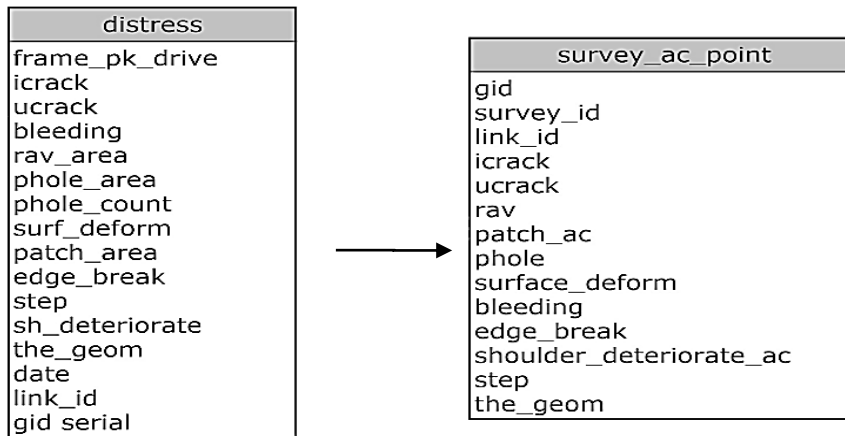 distress
frame_pk_drive
icrack
ucrack
bleeding
rav_area
phole_area
phole_count
surf_deform
patch_area
edge_break
step
sh_deteriorate
the_geom
date
link_id
gid serial
survey_ac_point
gid
survey_id
link_id
icrack
ucrack
rav
patch_ac
phole
surface_deform
bleeding
edge_break
shoulder_deteriorate_ac
step
the_geom